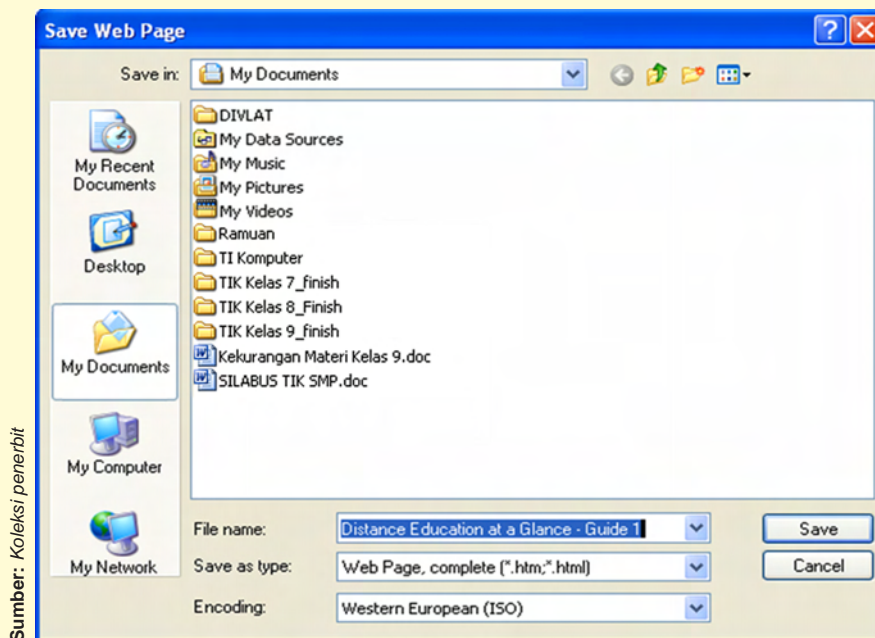 Save Web Page
Save in:
My Documents
My Recent
Documents
Desktop
My Documents
My Computer
My Network
DIVLAT
My Data Sources
My Music
My Pictures
My Videos
Ramuan
TI Komputer
TIK Kelas 7_finish
TIK Kelas 8_Finish
TIK Kelas 9_finish
Kekurangan Materi Kelas 9.doc
SILABUS TIK SMP.doc
File name:
Distance Education at a Glance - Guide 1
Save
Save as type:
Web Page, complete (*.htm;*.html)
Cancel
Encoding:
Western European (ISO)
Sumber: Koleksi penerbit